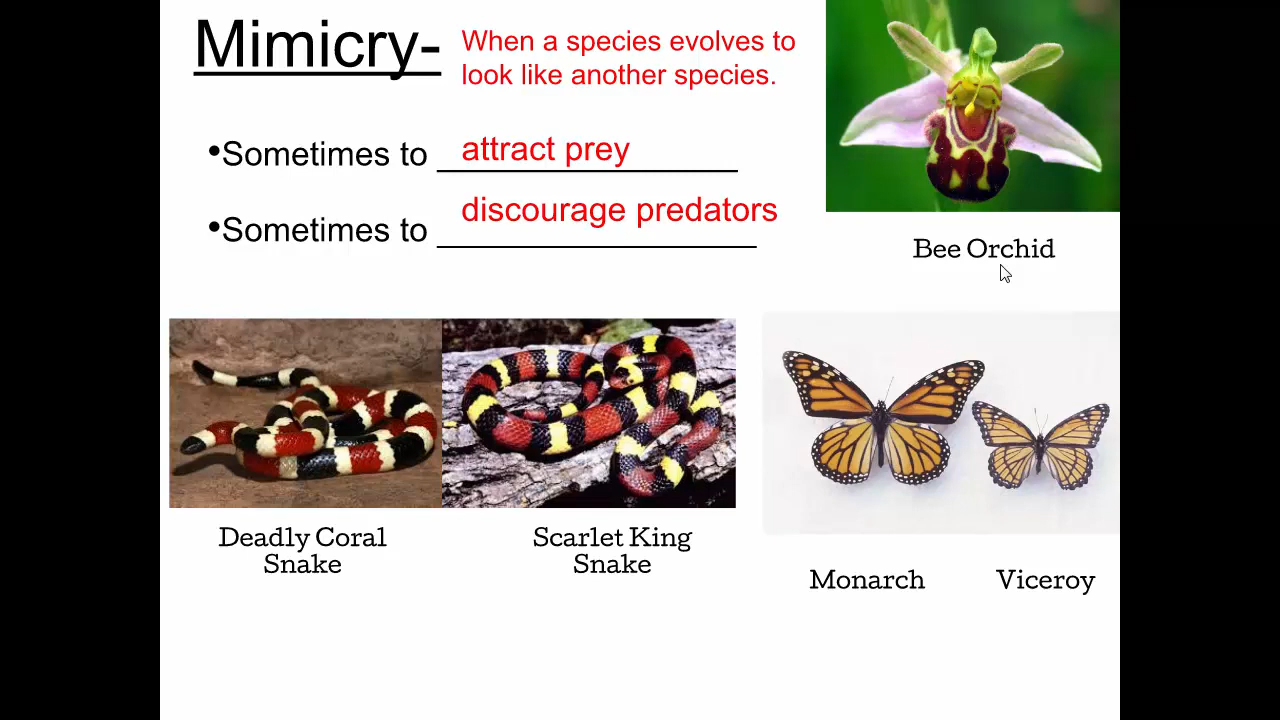 Mimicry-
When a species evolves to
look like another species.
•Sometimes to attract prey
•Sometimes to discourage predators
Bee Orchid
Deadly Coral
Snake
Scarlet King
Snake
Monarch
Viceroy